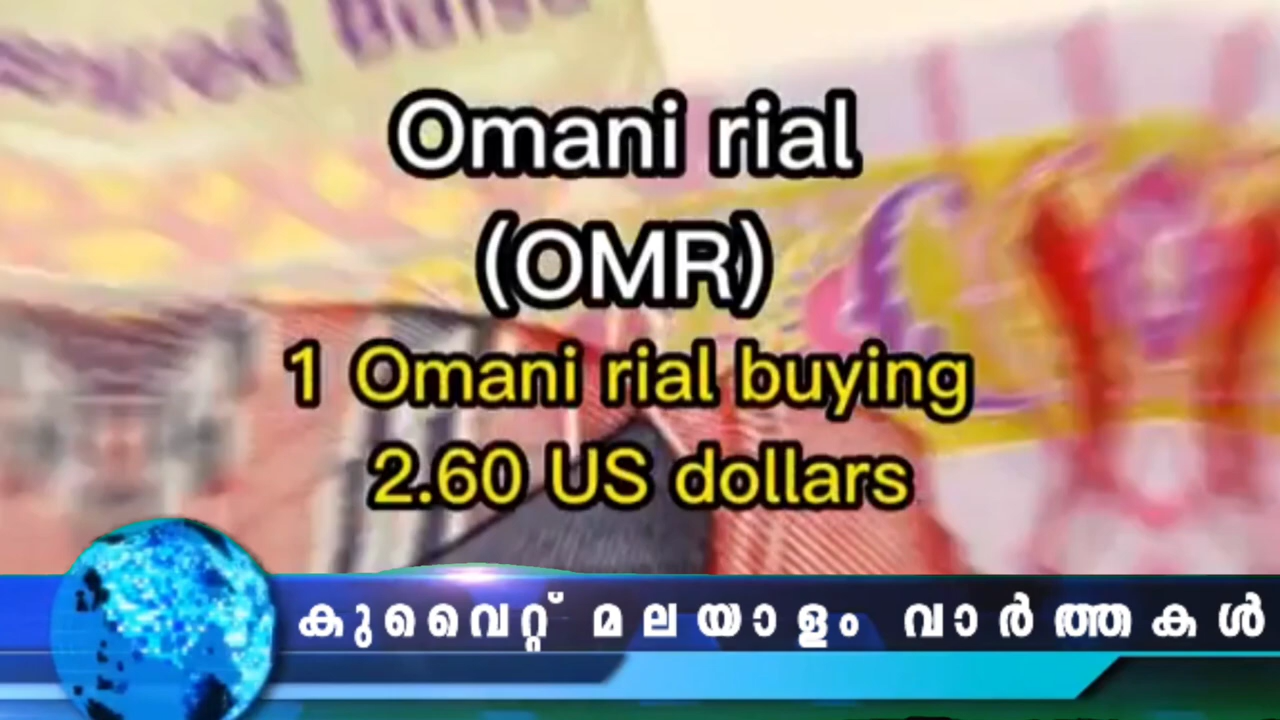 Omani rial
(OMR)
1 Omani rial buying
2.60 US dollars
കുവൈറ്റ് മലയാളം വാർത്തകൾ